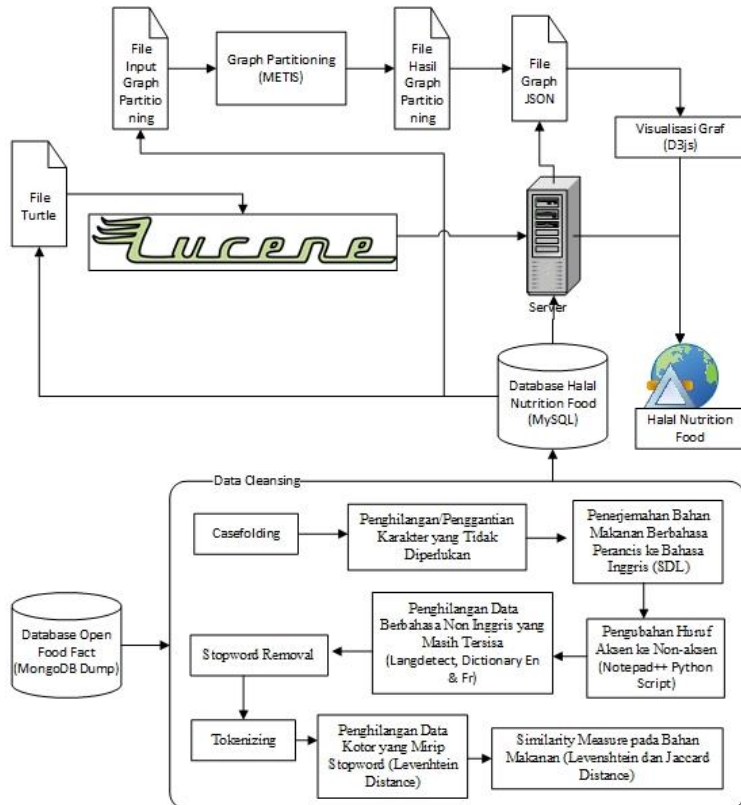 File
Input
Graph
Partitio
ning
Graph Partitioning
(METIS)
File
Hasil
Graph
Partitio
ning
File
Graph
JSON
Visualisasi Graf
(D3js)
File
Turtle
Lucene
Server
Database Halal
Nutrition Food
(MySQL)
Halal Nutrition
Food
Data Cleansing
Casefolding
Penghilangan/Penggantian
Karakter yang Tidak
Diperlukan
Penerjemahan Bahan
Makanan Berbahasa
Perancis ke Bahasa
Inggris (SDL)
Database Open
Food Fact
(MongoDB Dump)
Stopword Removal
Penghilangan Data
Berbahasa Non Inggris yang
Masih Tersisa
(Langdetect, Dictionary En
& Fr)
Pengubahan Huruf
Aksen ke Non-aksen
(Notepad++ Python
Script)
Tokenizing
Penghilangan Data
Kotor yang Mirip
Stopword (Levenhtein
Distance)
Similarity Measure pada Bahan
Makanan (Levenshtein dan Jaccard
Distance)